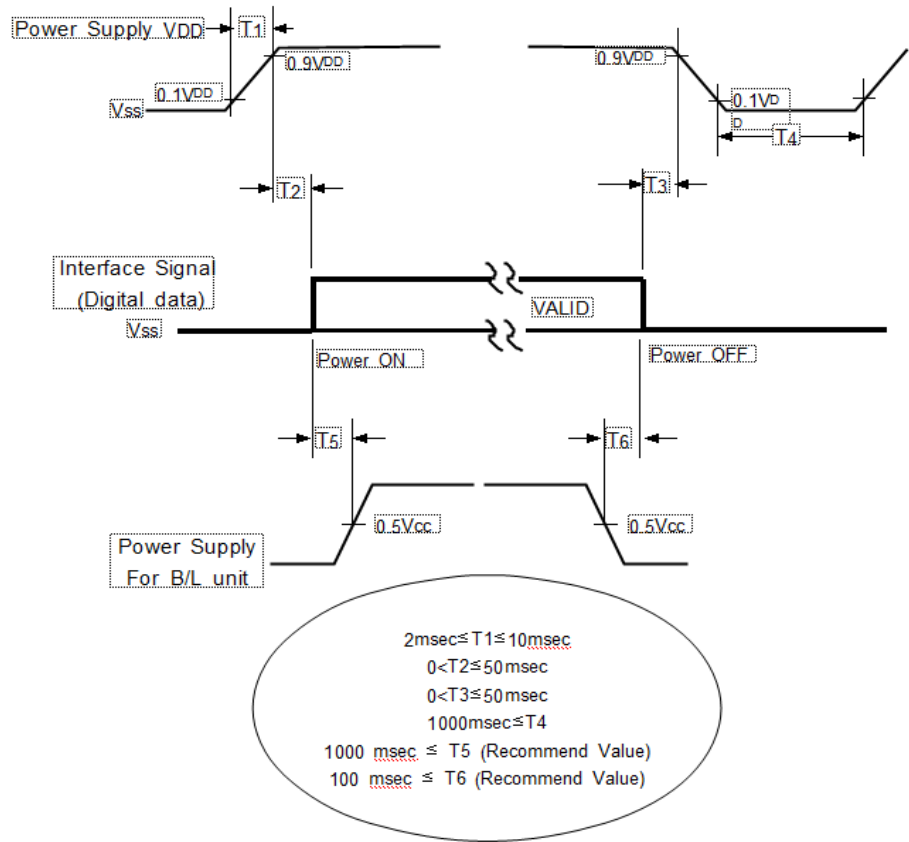 Power Supply VDD
T1
0.9VDD
0.9VDD
0.1VDD
0.1VD
D
Vss
T4
T2
T3
Interface Signal
(Digital data)
VALID
Vss
Power ON
Power OFF
T5
T6
0.5Vcc
0.5Vcc
Power Supply
For B/L unit
2msec≤T1≤10msec
0<T2≤50msec
0<T3≤50msec
1000msec≤T4
1000 msec ≤ T5 (Recommend Value)
100 msec ≤ T6 (Recommend Value)